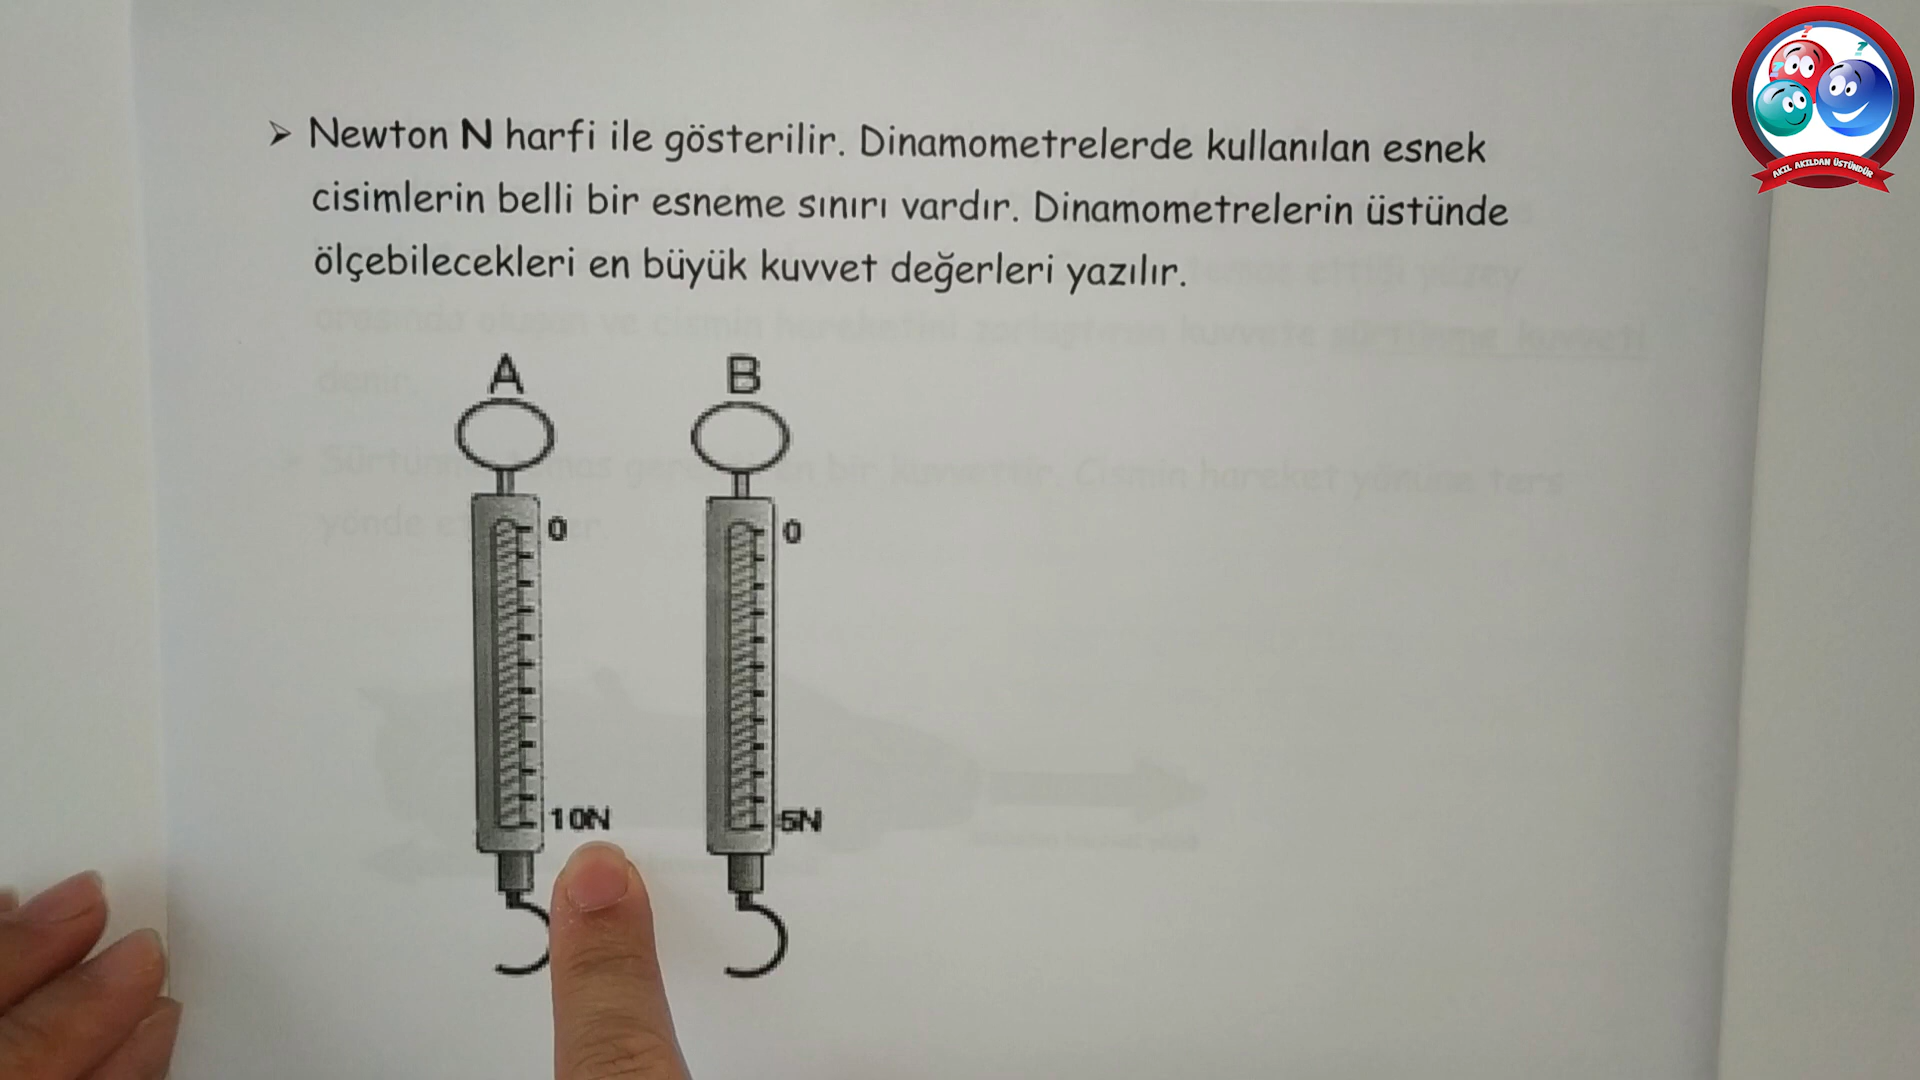 ➢ Newton N harfi ile gösterilir. Dinamometrelerde kullanılan esnek
cisimlerin belli bir esneme sınırı vardır. Dinamometrelerin üstünde
ölçebilecekleri en büyük kuvvet değerleri yazılır.
A B
0 0
10N 5N
AKIL AKILDAN ÜSTÜNDÜR